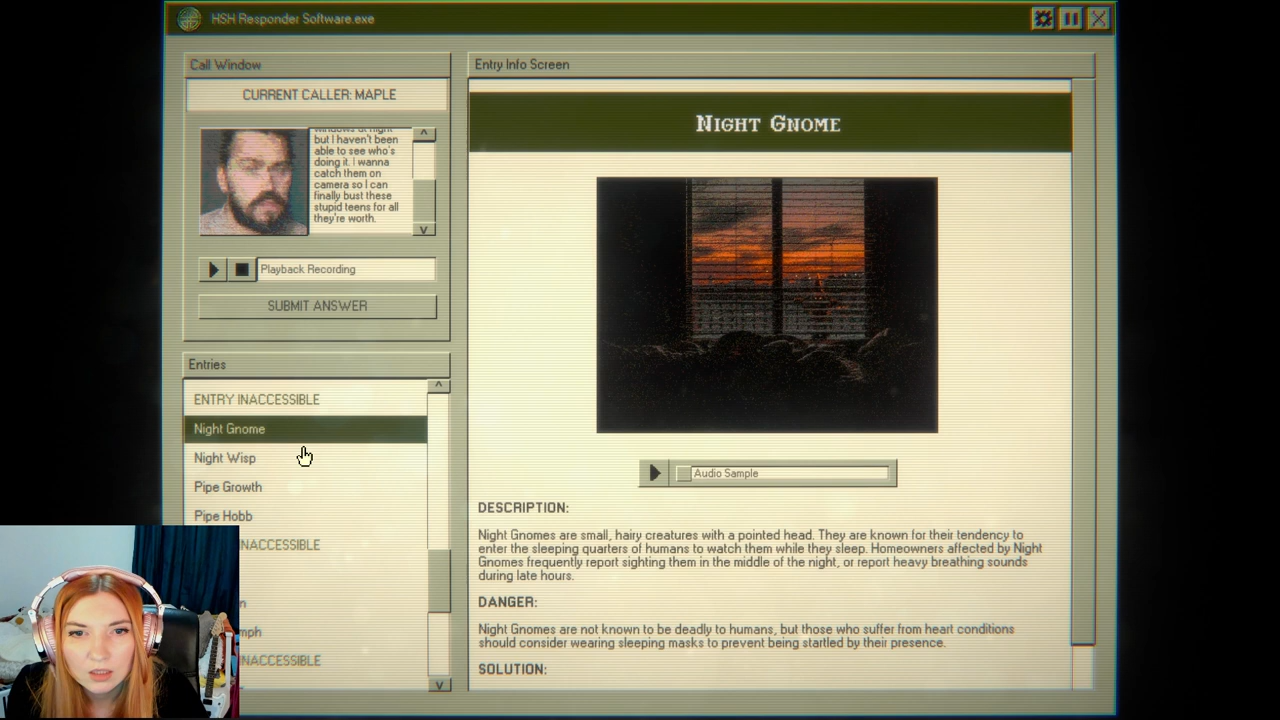 HSH Responder Software.exe
Call Window
CURRENT CALLER: MAPLE
windows at night
but I haven't been
able to see who's
doing it. I wanna
catch them on
camera so I can
finally bust these
stupid teens for all
they're worth.
Playback Recording
SUBMIT ANSWER
Entries
ENTRY INACCESSIBLE
Night Gnome
Night Wisp
Pipe Growth
Pipe Hobb
NACCESSIBLE
NACCESSIBLE
Entry Info Screen
Night Gnome
Audio Sample
DESCRIPTION:
Night Gnomes are small, hairy creatures with a pointed head. They are known for their tendency to
enter the sleeping quarters of humans to watch them while they sleep. Homeowners affected by Night
Gnomes frequently report sighting them in the middle of the night, or report heavy breathing sounds
during late hours.
DANGER:
Night Gnomes are not known to be deadly to humans, but those who suffer from heart conditions
should consider wearing sleeping masks to prevent being startled by their presence.
SOLUTION: